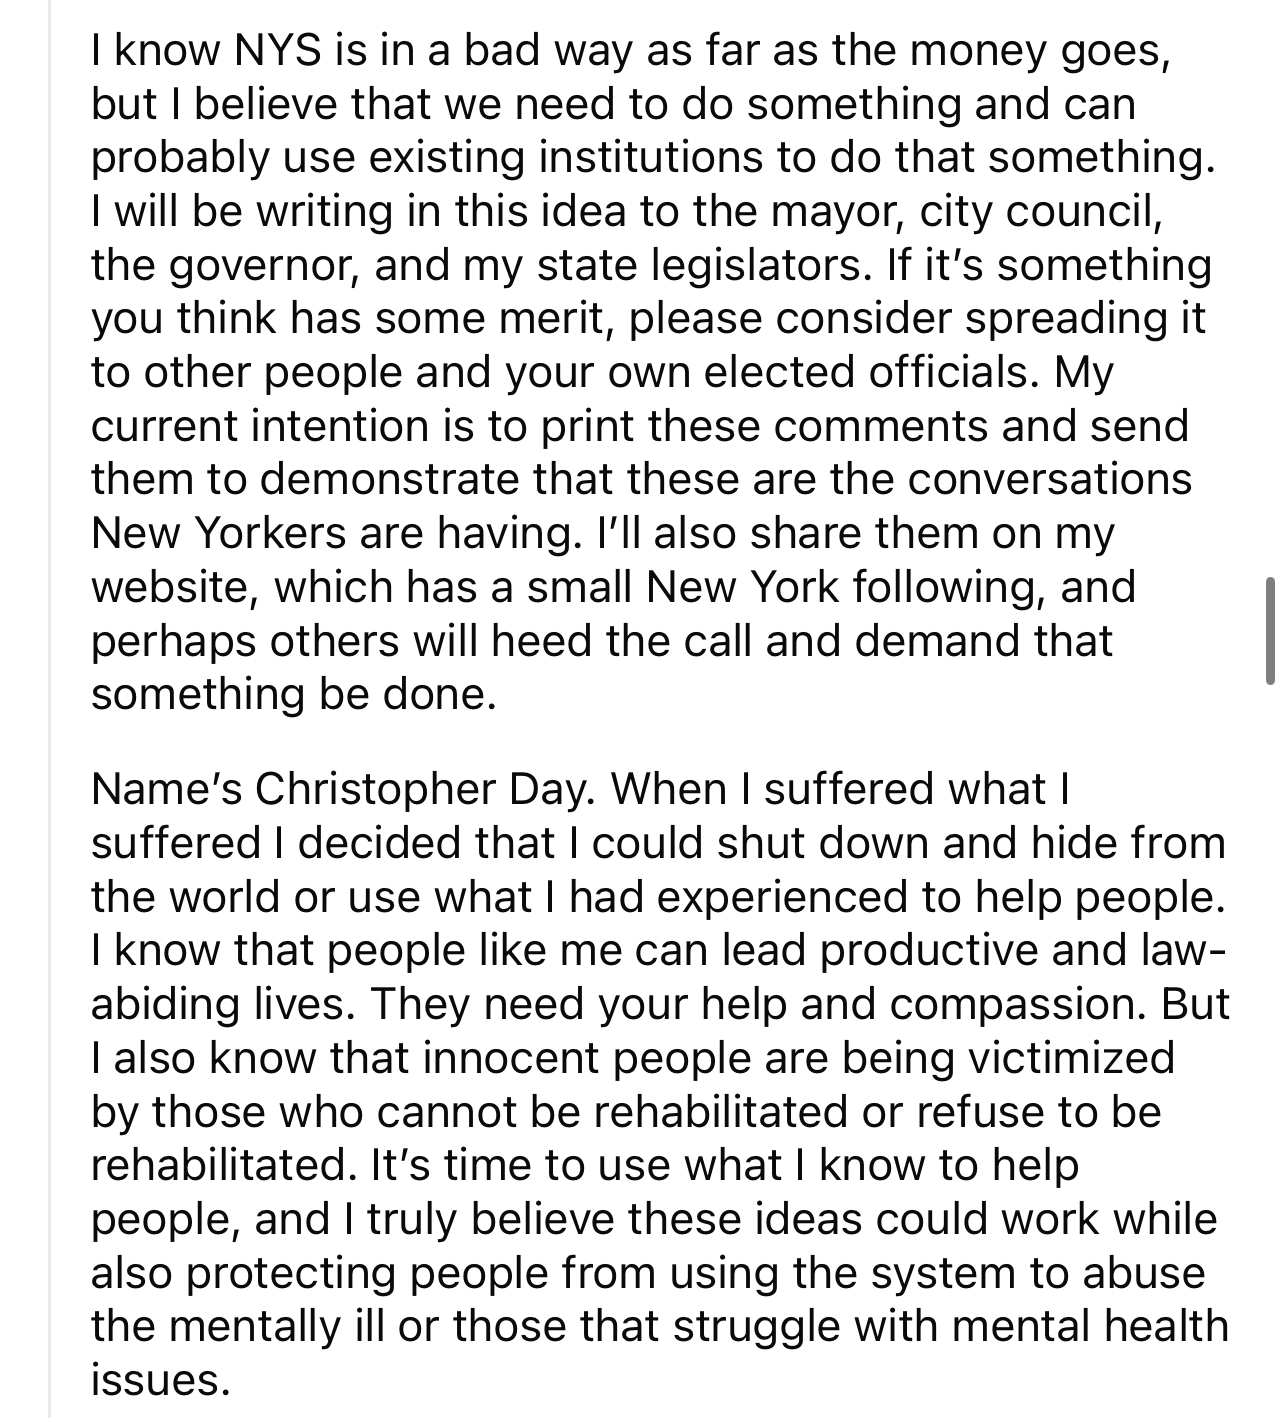 I know NYS is in a bad way as far as the money goes,
but I believe that we need to do something and can
probably use existing institutions to do that something.
I will be writing in this idea to the mayor, city council,
the governor, and my state legislators. If it’s something
you think has some merit, please consider spreading it
to other people and your own elected officials. My
current intention is to print these comments and send
them to demonstrate that these are the conversations
New Yorkers are having. I’ll also share them on my
website, which has a small New York following, and
perhaps others will heed the call and demand that
something be done.
Name’s Christopher Day. When I suffered what I
suffered I decided that I could shut down and hide from
the world or use what I had experienced to help people.
I know that people like me can lead productive and law-
abiding lives. They need your help and compassion. But
I also know that innocent people are being victimized
by those who cannot be rehabilitated or refuse to be
rehabilitated. It’s time to use what I know to help
people, and I truly believe these ideas could work while
also protecting people from using the system to abuse
the mentally ill or those that struggle with mental health
issues.